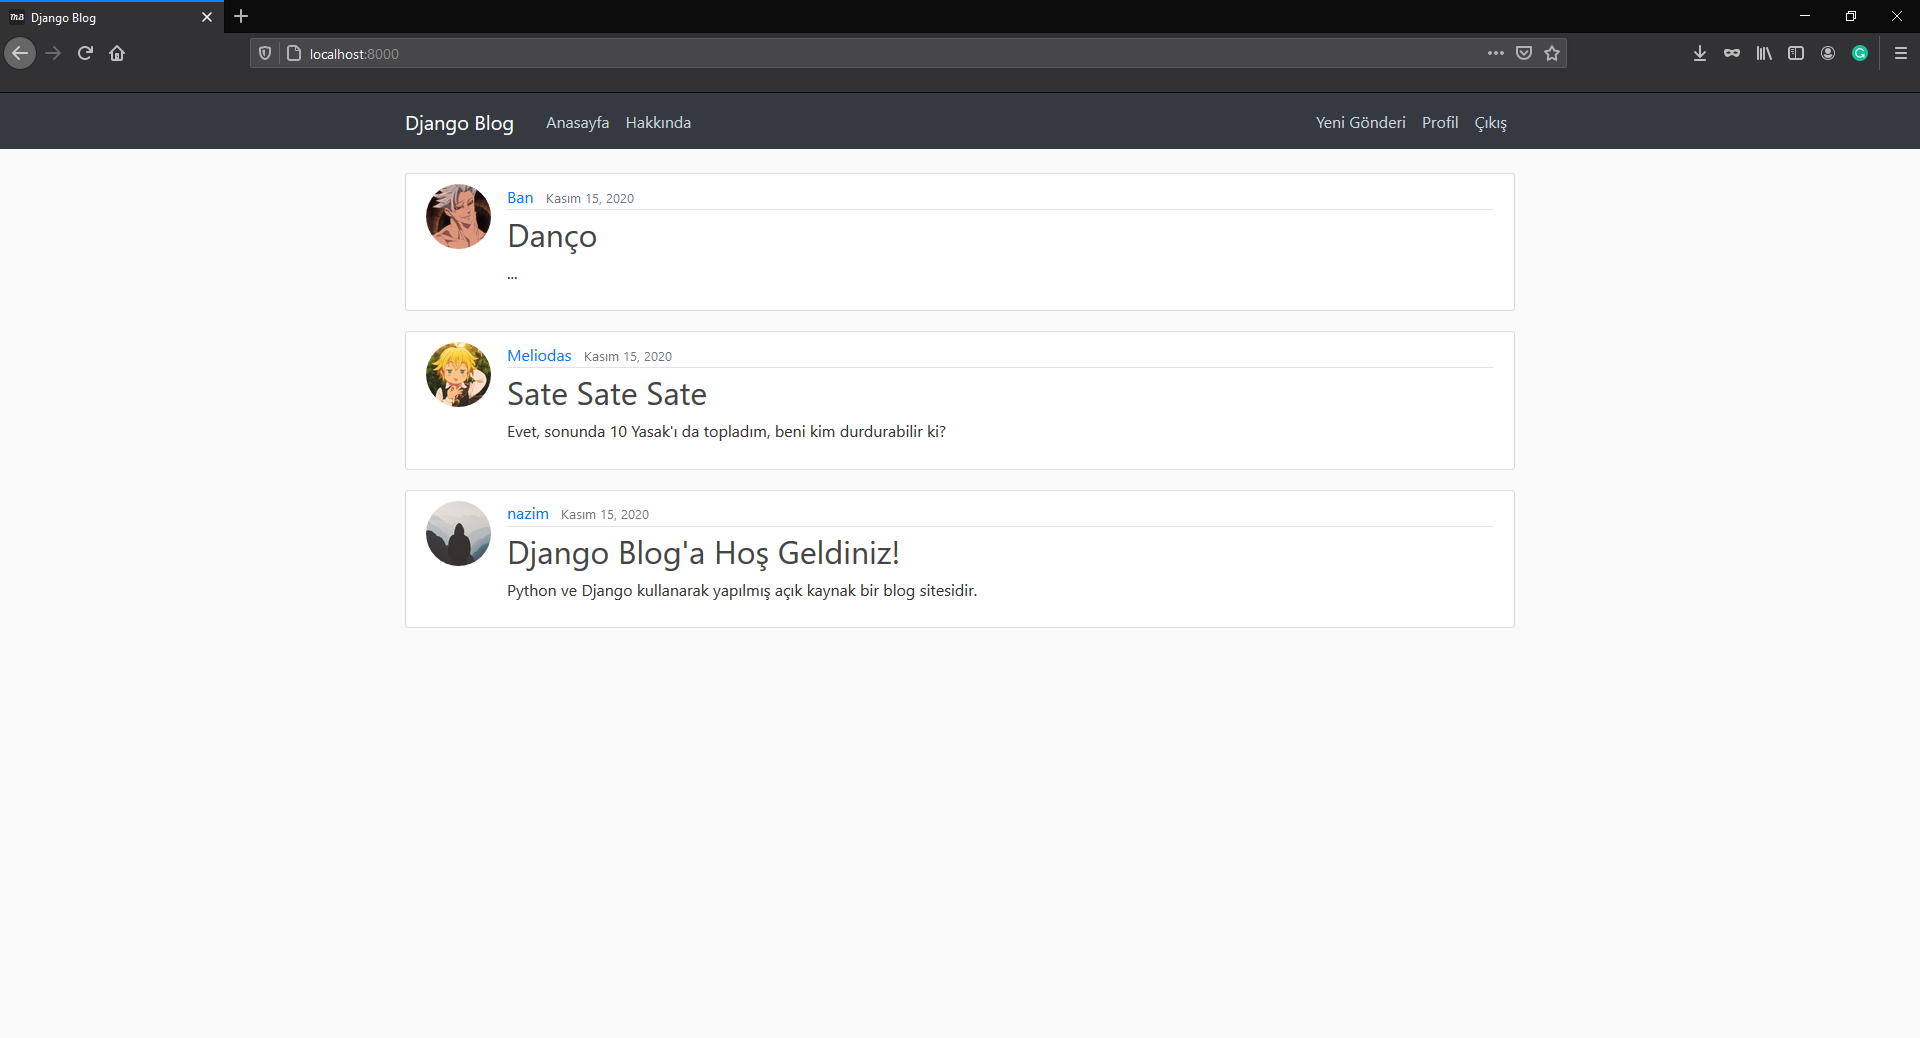 Django Blog
localhost:8000
Django Blog Anasayfa Hakkında Yeni Gönderi Profil Çıkış
Ban Kasım 15, 2020
Danço
...
Meliodas Kasım 15, 2020
Sate Sate Sate
Evet, sonunda 10 Yasak'ı da topladım, beni kim durdurabilir ki?
nazim Kasım 15, 2020
Django Blog'a Hoş Geldiniz!
Python ve Django kullanarak yapılmış açık kaynak bir blog sitesidir.